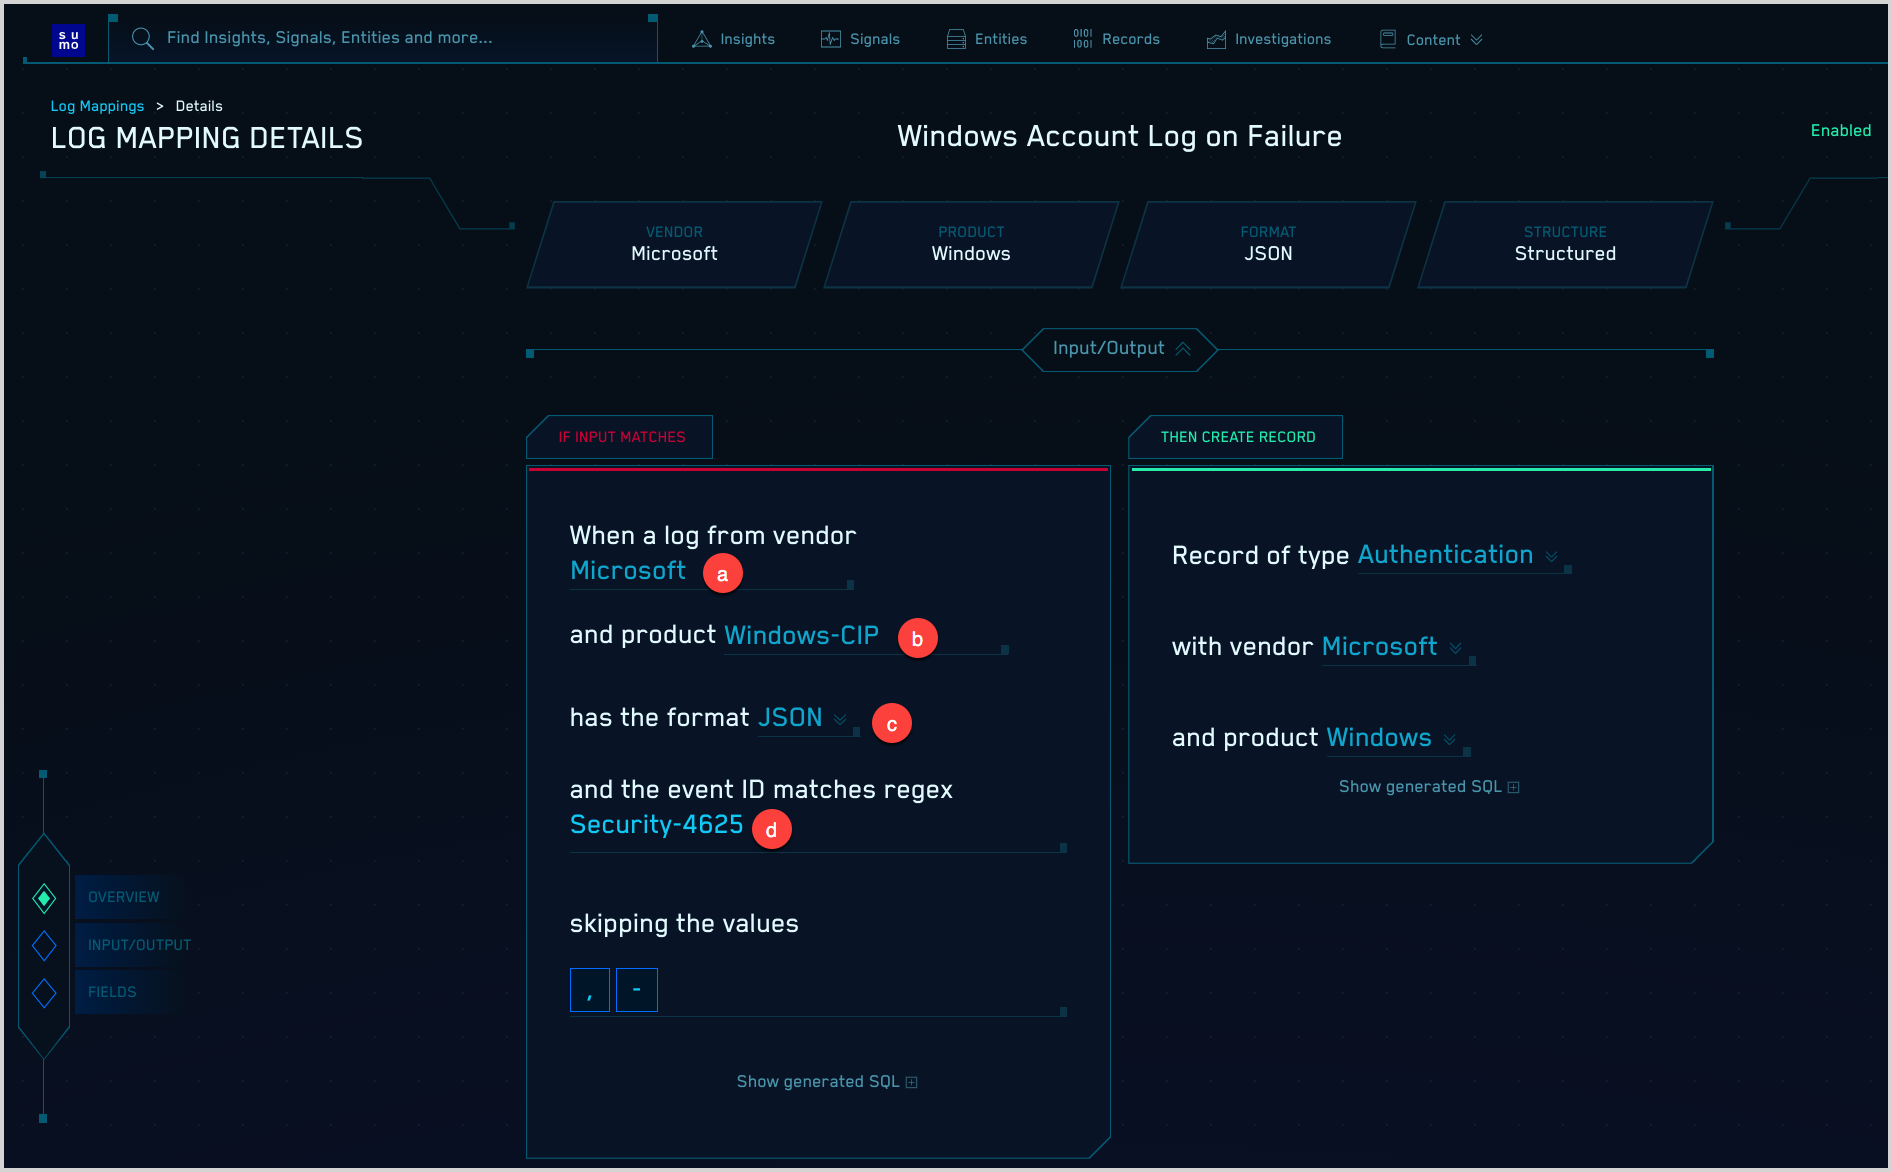 su
mo
Find Insights, Signals, Entities and more...
Insights
Signals
Entities
0101
1001
Records
Investigations
Content
Log Mappings > Details
LOG MAPPING DETAILS
Windows Account Log on Failure
Enabled
VENDOR
Microsoft
PRODUCT
Windows
FORMAT
JSON
STRUCTURE
Structured
Input/Output
IF INPUT MATCHES
When a log from vendor
Microsoft a
and product Windows-CIP b
has the format JSON c
and the event ID matches regex
Security-4625 d
skipping the values
, -
Show generated SQL
THEN CREATE RECORD
Record of type Authentication
with vendor Microsoft
and product Windows
Show generated SQL
OVERVIEW
INPUT/OUTPUT
FIELDS